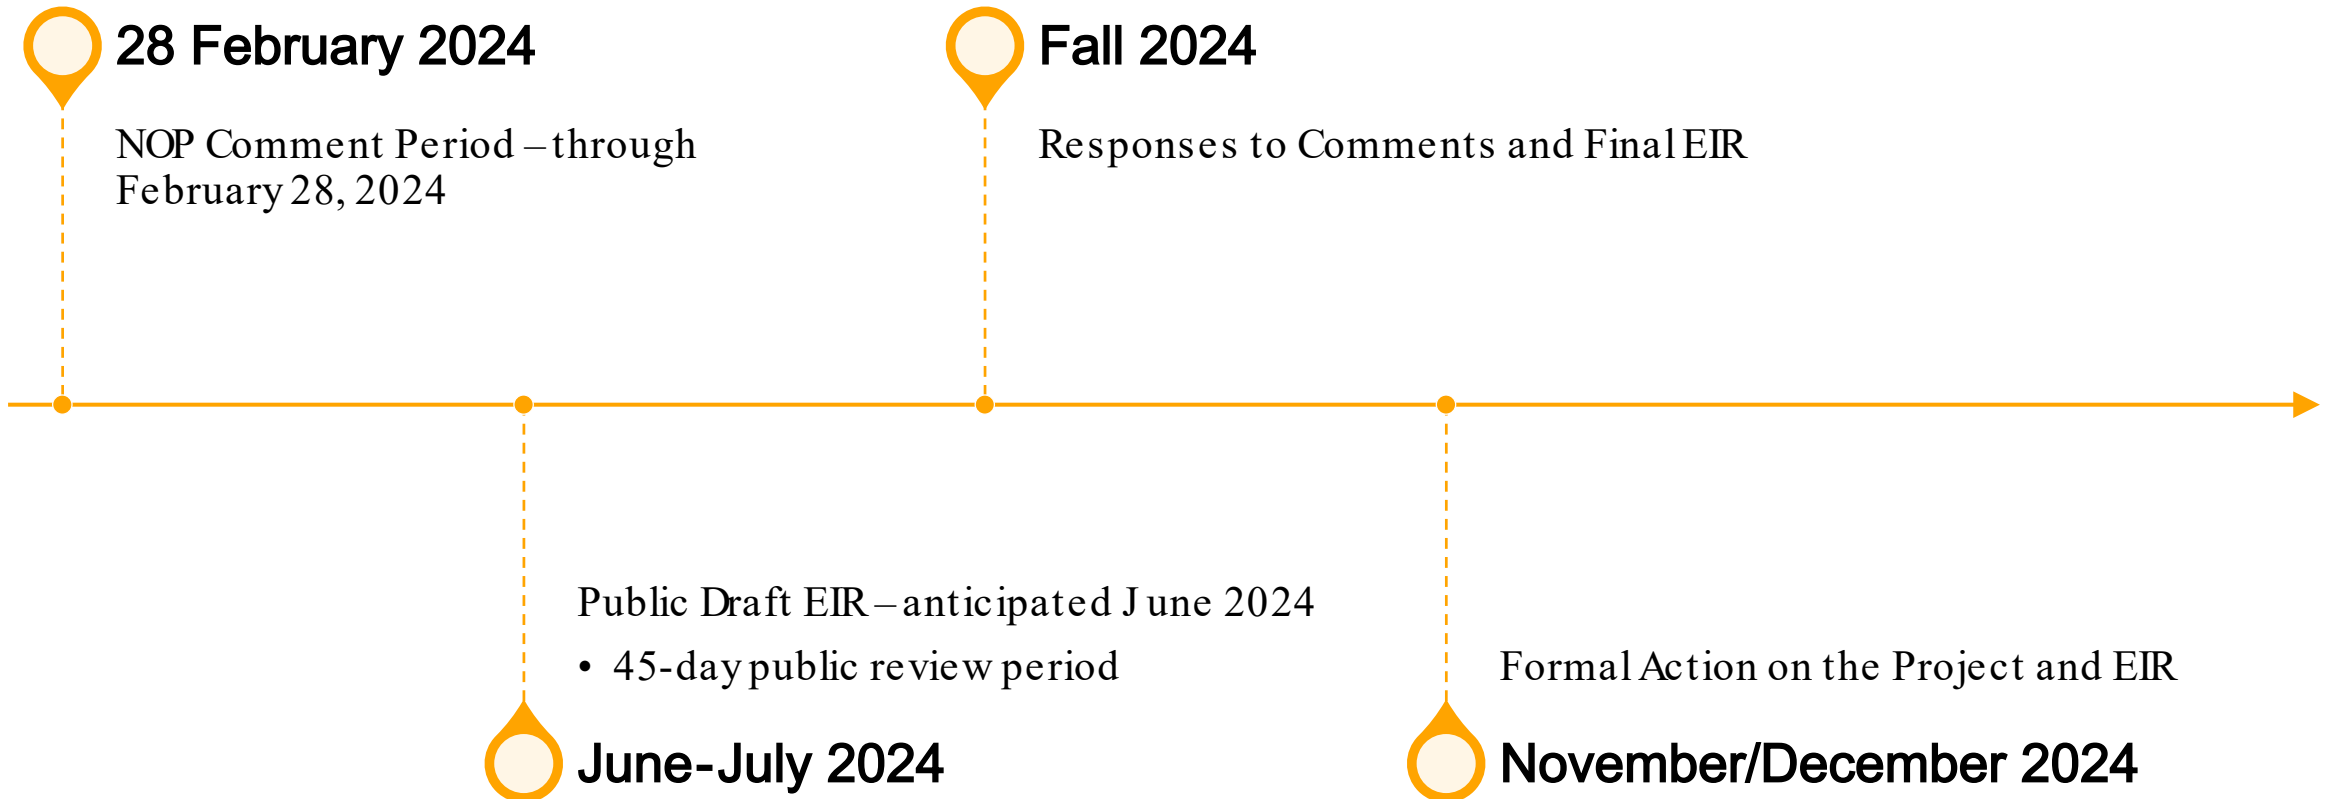 28 February 2024
NOP Comment Period – through
February 28, 2024
Fall 2024
Responses to Comments and Final EIR
Public Draft EIR – anticipated June 2024
• 45-day public review period
June-July 2024
Formal Action on the Project and EIR
November/December 2024